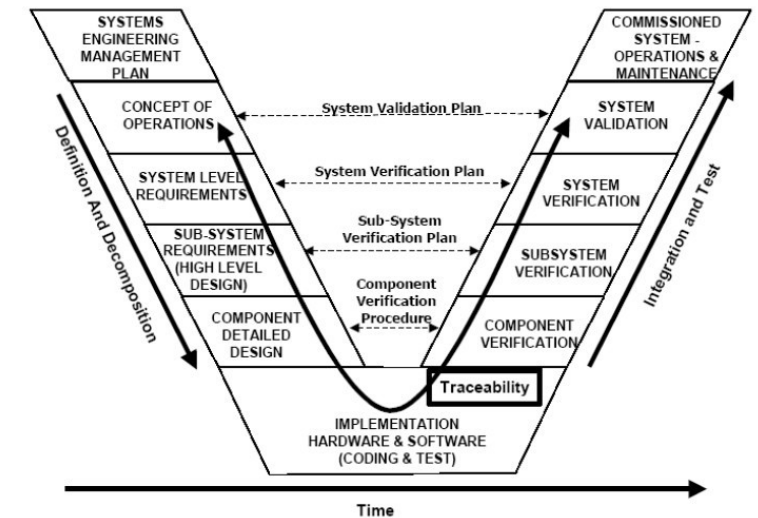 SYSTEMS
ENGINEERING
MANAGEMENT
PLAN
CONCEPT OF
OPERATIONS
SYSTEM LEVEL
REQUIREMENTS
SUB-SYSTEM
REQUIREMENTS
(HIGH LEVEL
DESIGN)
COMPONENT
DETAILED
DESIGN
Definition And Decomposition
System Validation Plan
System Verification Plan
Sub-System
Verification Plan
Component
Verification
Procedure
COMMISSIONED
SYSTEM -
OPERATIONS &
MAINTENANCE
SYSTEM
VALIDATION
SYSTEM
VERIFICATION
SUBSYSTEM
VERIFICATION
COMPONENT
VERIFICATION
Integration and Test
Traceability
IMPLEMENTATION
HARDWARE & SOFTWARE
(CODING & TEST)
Time